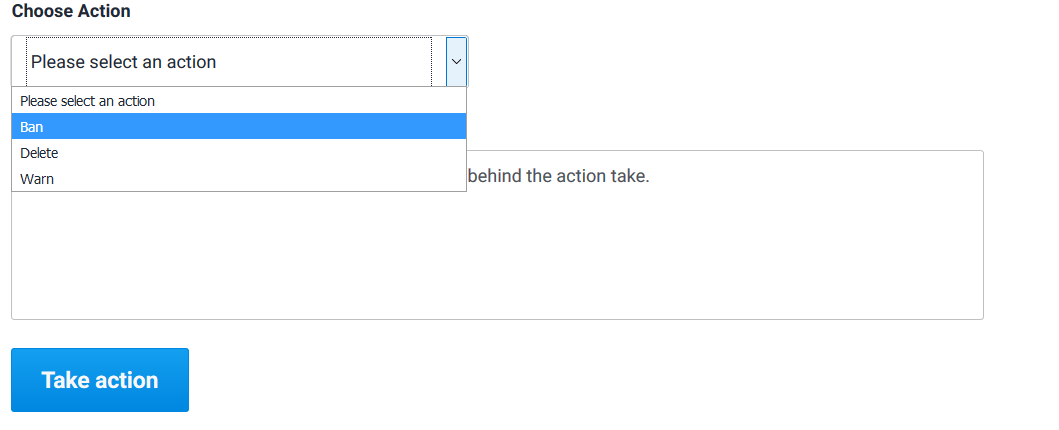 Choose Action
Please select an action
Please select an action
Ban
Delete
Warn
behind the action take.
Take action